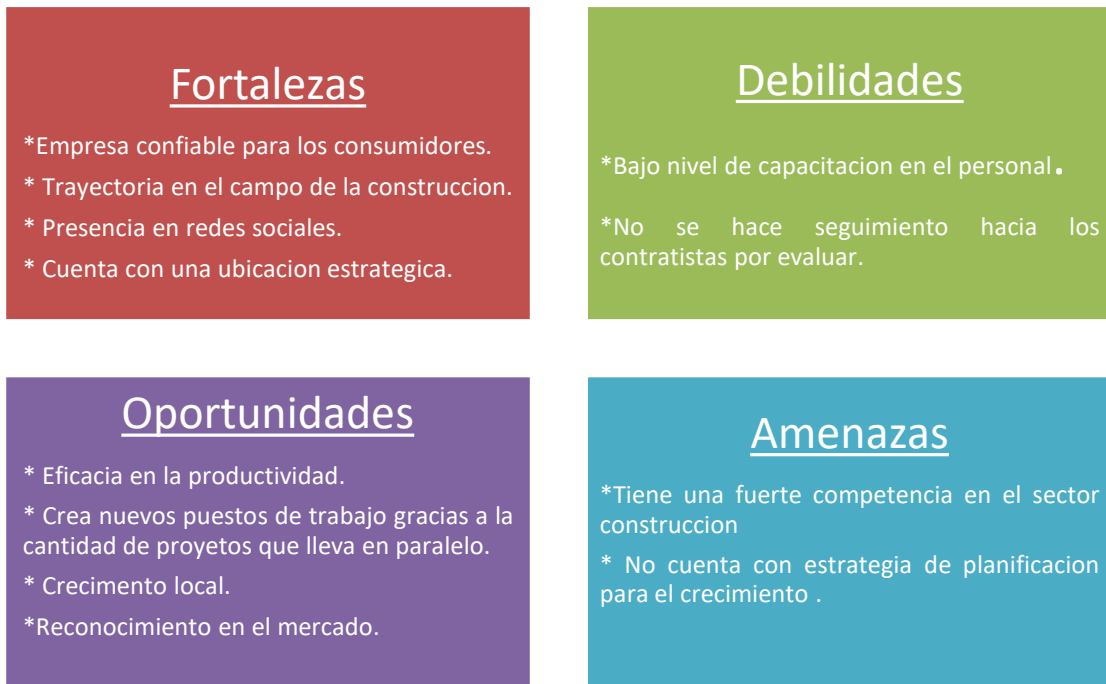 Fortalezas
*Empresa confiable para los consumidores.
* Trayectoria en el campo de la construccion.
* Presencia en redes sociales.
* Cuenta con una ubicacion estrategica.
Debilidades
*Bajo nivel de capacitacion en el personal.
*No se hace seguimiento hacia los
contratistas por evaluar.
Oportunidades
* Eficacia en la productividad.
* Crea nuevos puestos de trabajo gracias a la
cantidad de proyetos que lleva en paralelo.
* Crecimento local.
*Reconocimiento en el mercado.
Amenazas
*Tiene una fuerte competencia en el sector
construccion
* No cuenta con estrategia de planificacion
para el crecimiento .